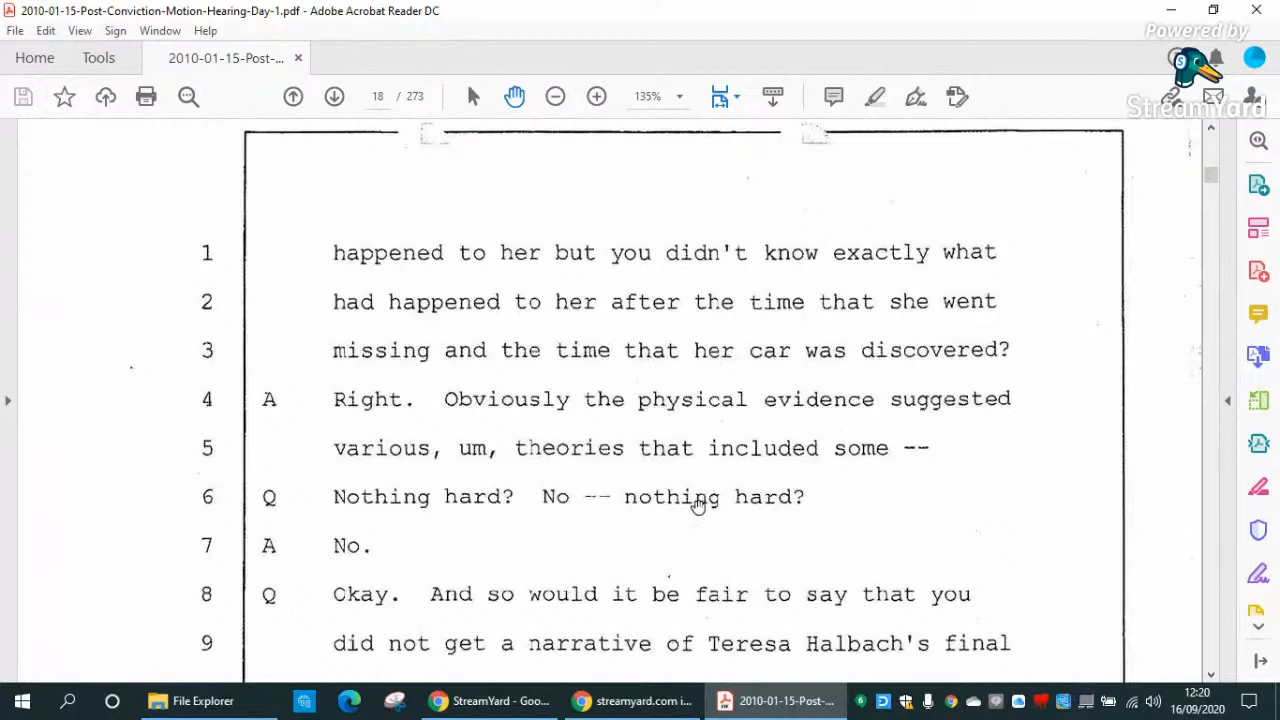 2010-01-15-Post-Conviction-Motion-Hearing-Day-1.pdf - Adobe Acrobat Reader DC
File Edit View Sign Window Help
Powered by
StreamYard
Home Tools 2010-01-15-Post-... ×
18 / 273 135%
1 happened to her but you didn't know exactly what
2 had happened to her after the time that she went
3 missing and the time that her car was discovered?
4 A Right. Obviously the physical evidence suggested
5 various, um, theories that included some --
6 Q Nothing hard? No -- nothing hard?
7 A No.
8 Q Okay. And so would it be fair to say that you
9 did not get a narrative of Teresa Halbach's final
File Explorer StreamYard - Goo... streamyard.com i... 2010-01-15-Post-...
12:20
16/09/2020